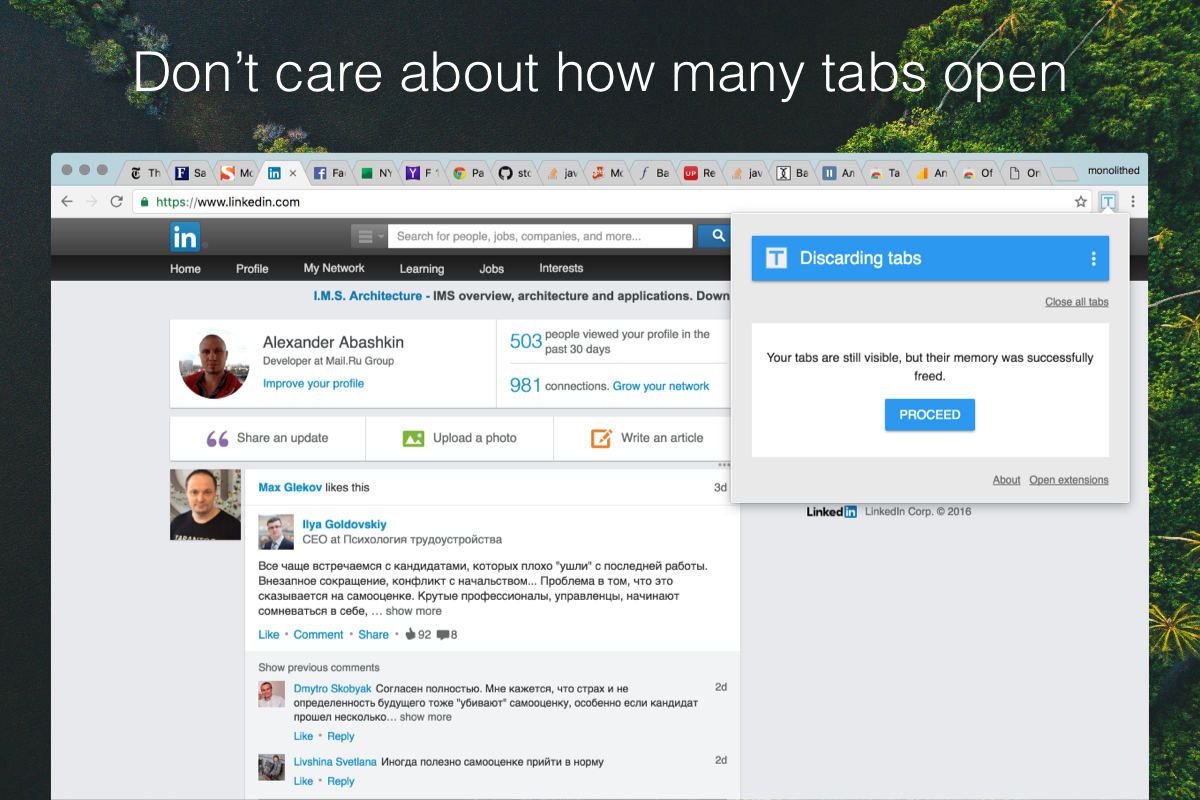 Don't care about how many tabs open
Th
Sa
Mo
Fa
NY
F 1
Pa
stc
jav
Mc
Ba
Re
jav
Ba
An
Ta
An
Of
On
monolithed
https://www.linkedin.com
in
Search for people, jobs, companies, and more...
Home Profile My Network Learning Jobs Interests
I.M.S. Architecture - IMS overview, architecture and applications. Down
Alexander Abashkin
Developer at Mail.Ru Group
Improve your profile
503 people viewed your profile in the
past 30 days
981 connections. Grow your network
Share an update
Upload a photo
Write an article
Max Glekov likes this
3d
Ilya Goldovskiy
CEO at Психология трудоустройства
Все чаще встречаемся с кандидатами, которых плохо "ушли" с последней работы.
Внезапное сокращение, конфликт с начальством... Проблема в том, что это
сказывается на самооценке. Крутые профессионалы, управленцы, начинают
сомневаться в себе, … show more
Like • Comment • Share • 92 8
Show previous comments
Dmytro Skobyak Согласен полностью. Мне кажется, что страх и не
2d
определенность будущего тоже "убивают" самооценку, особенно если кандидат
прошел несколько… show more
Like • Reply
Livshina Svetlana Иногда полезно самооценке прийти в норму
2d
Like • Reply
T Discarding tabs
Close all tabs
Your tabs are still visible, but their memory was successfully
freed.
PROCEED
About Open extensions
Linked in LinkedIn Corp. © 2016